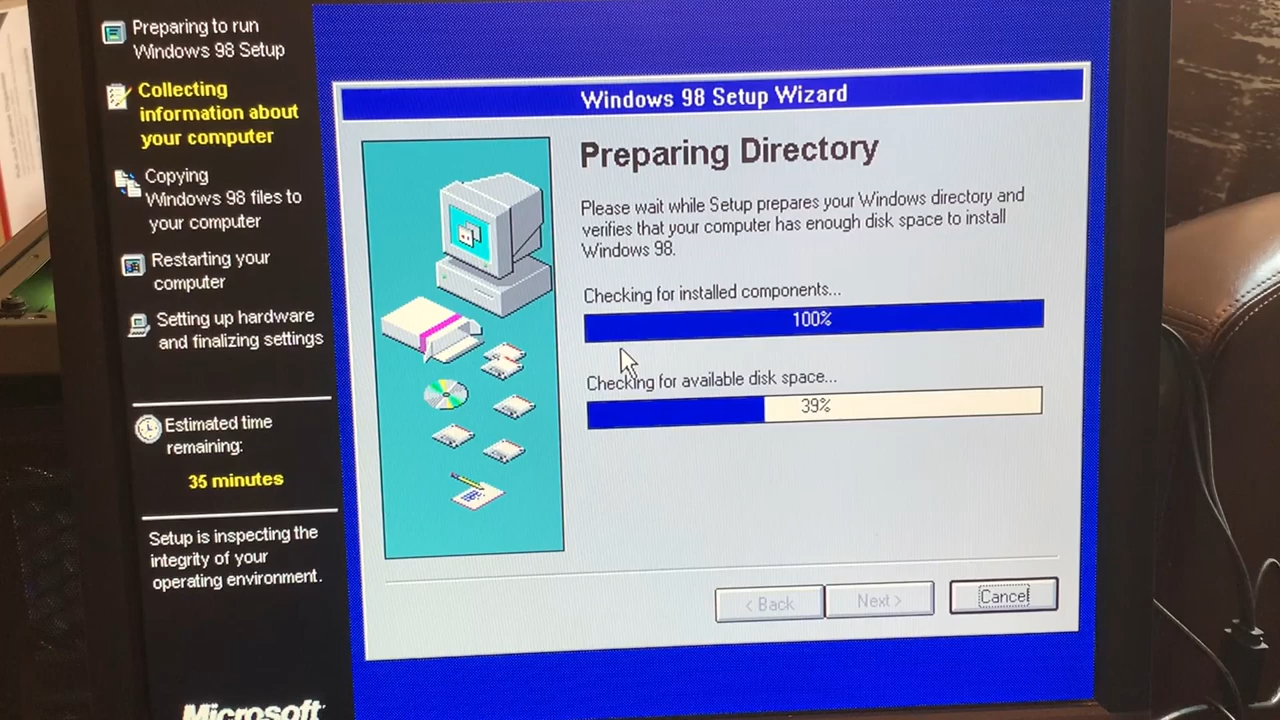 Preparing to run
Windows 98 Setup
Collecting
information about
your computer
Copying
Windows 98 files to
your computer
Restarting your
computer
Setting up hardware
and finalizing settings
Estimated time
remaining:
35 minutes
Setup is inspecting the
integrity of your
operating environment.
Microsoft
Windows 98 Setup Wizard
Preparing Directory
Please wait while Setup prepares your Windows directory and
verifies that your computer has enough disk space to install
Windows 98.
Checking for installed components...
100%
Checking for available disk space...
39%
< Back
Next >
Cancel